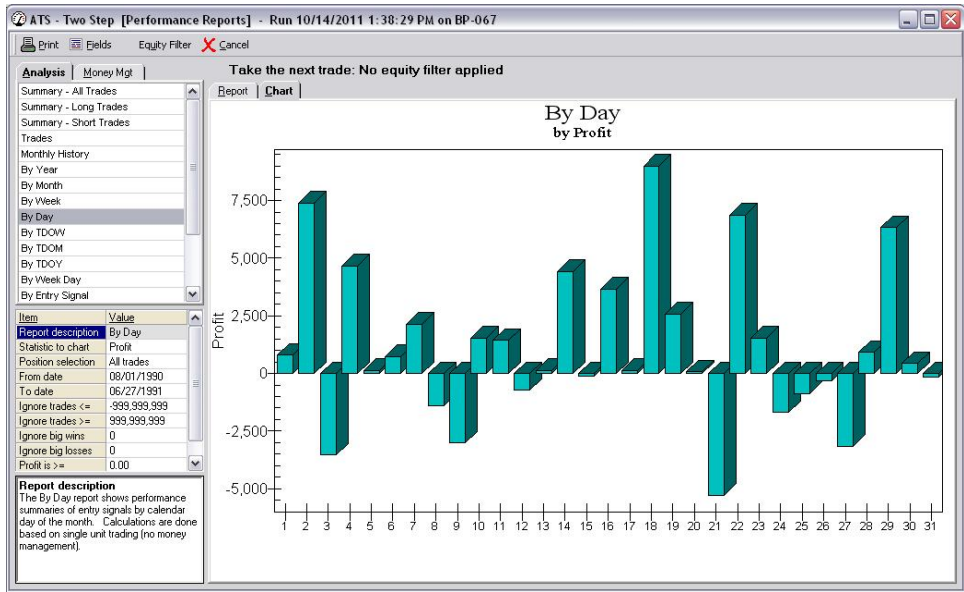 ATS - Two Step [Performance Reports] - Run 10/14/2011 1:38:29 PM on BP-067
Print Fields Equity Filter Cancel
Analysis Money Mgt
Take the next trade: No equity filter applied
Summary - All Trades
Summary - Long Trades
Summary - Short Trades
Trades
Monthly History
By Year
By Month
By Week
By Day
By TDOW
By TDOM
By TDOY
By Week Day
By Entry Signal
Item Value
Report description By Day
Statistic to chart Profit
Position selection All trades
From date 08/01/1990
To date 06/27/1991
Ignore trades <= -999,999,999
Ignore trades >= 999,999,999
Ignore big wins 0
Ignore big losses 0
Profit is >= 0.00
Report description
The By Day report shows performance
summaries of entry signals by calendar
day of the month. Calculations are done
based on single unit trading (no money
management).
Report Chart
By Day
by Profit
Profit
7,500
5,000
2,500
0
-2,500
-5,000
1 2 3 4 5 6 7 8 9 10 11 12 13 14 15 16 17 18 19 20 21 22 23 24 25 26 27 28 29 30 31